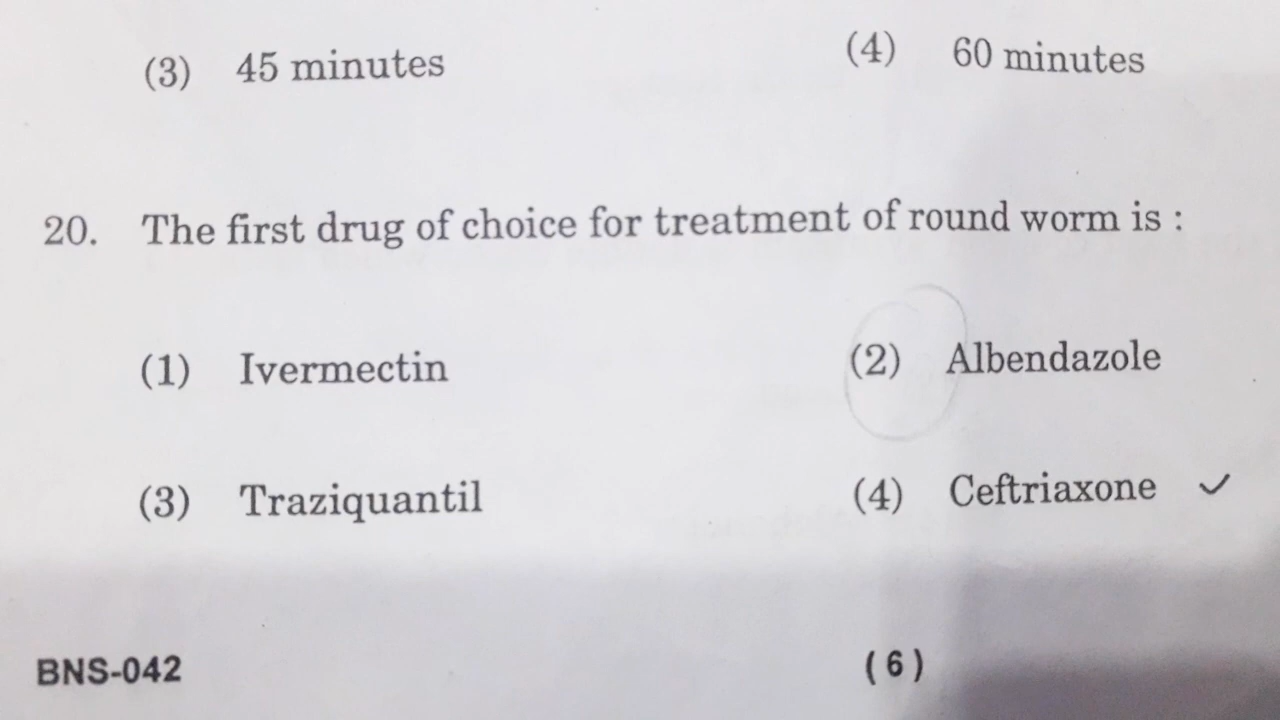 (3) 45 minutes (4) 60 minutes
20. The first drug of choice for treatment of round worm is :
(1) Ivermectin (2) Albendazole
(3) Traziquantil (4) Ceftriaxone ✓
BNS-042 (6)